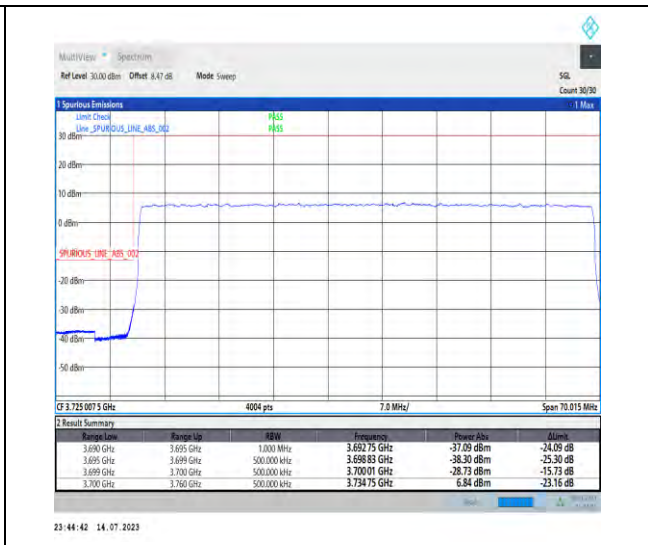 MultiView Spectrum
Ref Level 30.00 dBm Offset 8.47 dB Mode Sweep SGL
Count 30/30
1 Spurious Emissions 1 Max
Limit Check PASS
Line _SPURIOUS_LINE_ABS_002 PASS
30 dBm
20 dBm
10 dBm
0 dBm
SPURIOUS_LINE_ABS_002
-20 dBm
-30 dBm
-40 dBm
-50 dBm
CF 3.725 007 5 GHz 4004 pts 7.0 MHz/ Span 70.015 MHz
2 Result Summary
Range Low Range Up RBW Frequency Power Abs ΔLimit
3.690 GHz 3.695 GHz 1.000 MHz 3.692 75 GHz -37.09 dBm -24.09 dB
3.695 GHz 3.699 GHz 500.000 kHz 3.698 83 GHz -38.30 dBm -25.30 dB
3.699 GHz 3.700 GHz 500.000 kHz 3.700 01 GHz -28.73 dBm -15.73 dB
3.700 GHz 3.760 GHz 500.000 kHz 3.734 75 GHz 6.84 dBm -23.16 dB
23:44:42 14.07.2023